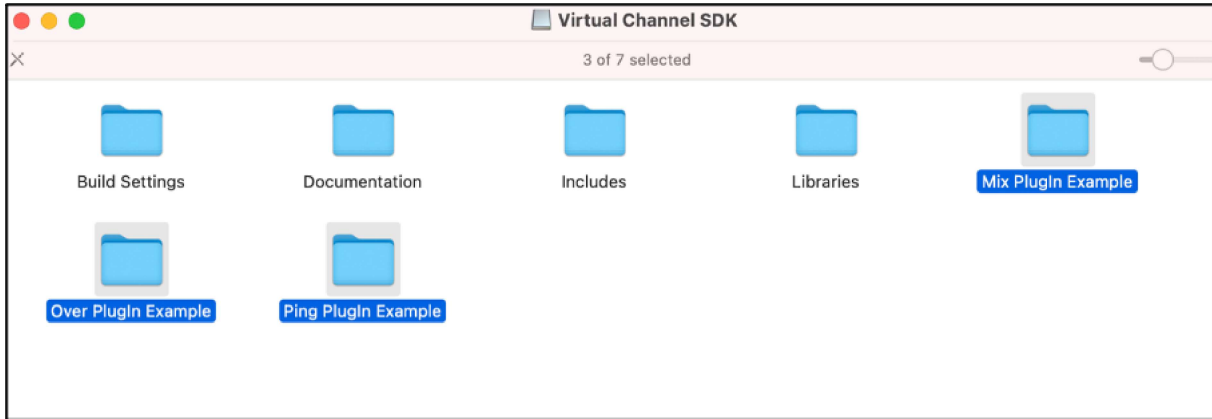 Virtual Channel SDK
3 of 7 selected
Build Settings
Documentation
Includes
Libraries
Mix PlugIn Example
Over PlugIn Example
Ping PlugIn Example